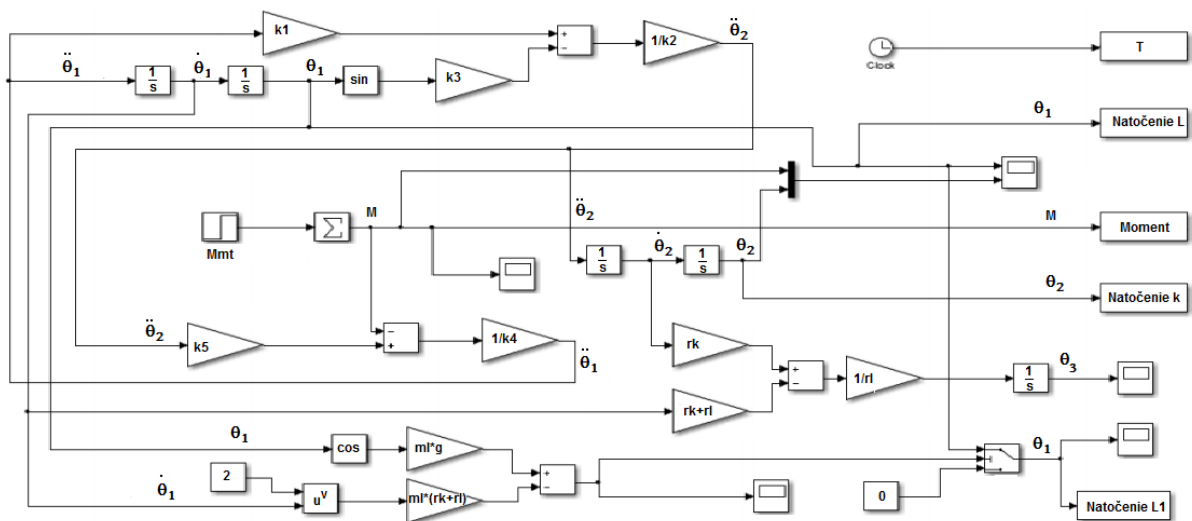 k1
+
−
1/k2
θ̈₂
Clock
T
θ̈₁
1/s
θ̇₁
1/s
θ₁
sin
k3
θ₁
Natočenie L
Mmt
Σ
M
θ̈₂
M
Moment
1/s
θ̇₂
1/s
θ₂
θ₂
Natočenie k
θ̈₂
k5
−
+
1/k4
θ̈₁
rk
+
−
1/rl
1/s
θ₃
rk+rl
θ₁
cos
ml*g
+
−
θ₁
θ̇₁
2
uᵛ
ml*(rk+rl)
0
Natočenie L1